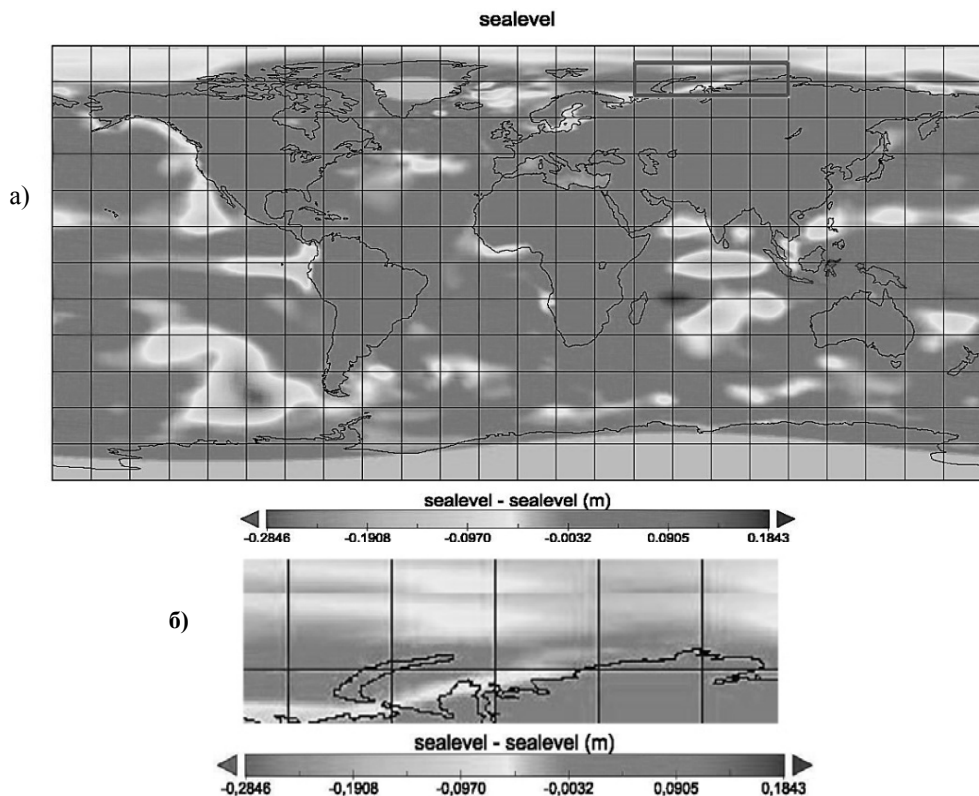 sealevel
а)
sealevel - sealevel (m)
-0.2846 -0.1908 -0.0970 -0.0032 0.0905 0.1843
б)
sealevel - sealevel (m)
-0,2846 -0,1908 -0,0970 -0,0032 0,0905 0,1843